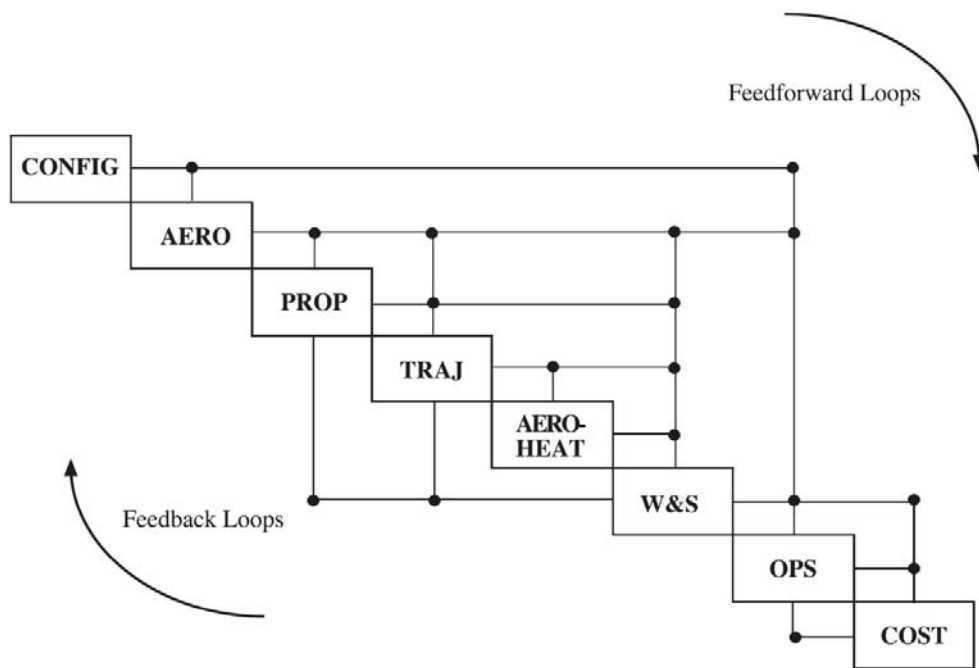 Feedforward Loops
CONFIG
AERO
PROP
TRAJ
AERO-
HEAT
W&S
Feedback Loops
OPS
COST